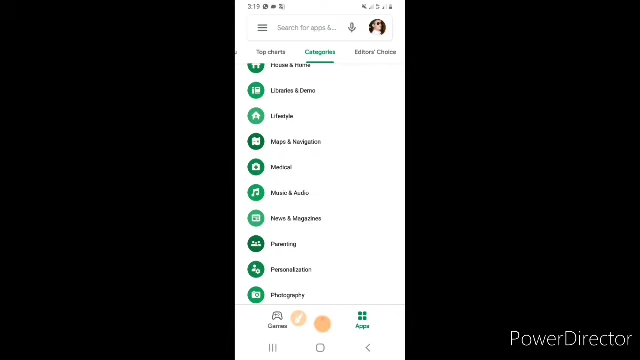 3:19
Search for apps &...
Top charts
Categories
Editors' Choice
House & Home
Libraries & Demo
Lifestyle
Maps & Navigation
Medical
Music & Audio
News & Magazines
Parenting
Personalization
Photography
Games
Apps
PowerDirector